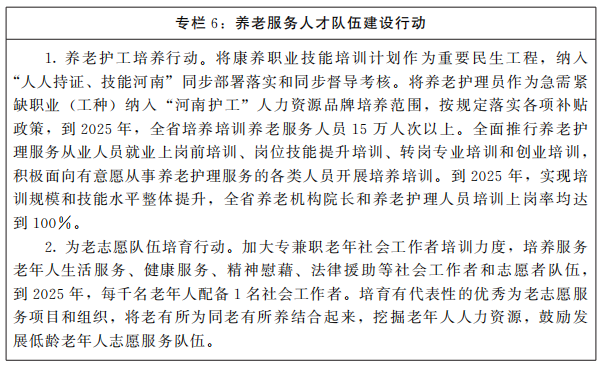 专栏 6：养老服务人才队伍建设行动
1. 养老护工培养行动。将康养职业技能培训计划作为重要民生工程，纳入
“人人持证、技能河南”同步部署落实和同步督导考核。将养老护理员作为急需紧
缺职业（工种）纳入“河南护工”人力资源品牌培养范围，按规定落实各项补贴
政策，到 2025 年，全省培养培训养老服务人员 15 万人次以上。全面推行养老护
理服务从业人员就业上岗前培训、岗位技能提升培训、转岗专业培训和创业培训，
积极面向有意愿从事养老护理服务的各类人员开展培养培训。到 2025 年，实现培
训规模和技能水平整体提升，全省养老机构院长和养老护理人员培训上岗率均达
到 100%。
2. 为老志愿队伍培育行动。加大专兼职老年社会工作者培训力度，培养服务
老年人生活服务、健康服务、精神慰藉、法律援助等社会工作者和志愿者队伍，
到 2025 年，每千名老年人配备 1 名社会工作者。培育有代表性的优秀为老志愿服
务项目和组织，将老有所为同老有所养结合起来，挖掘老年人人力资源，鼓励发
展低龄老年人志愿服务队伍。